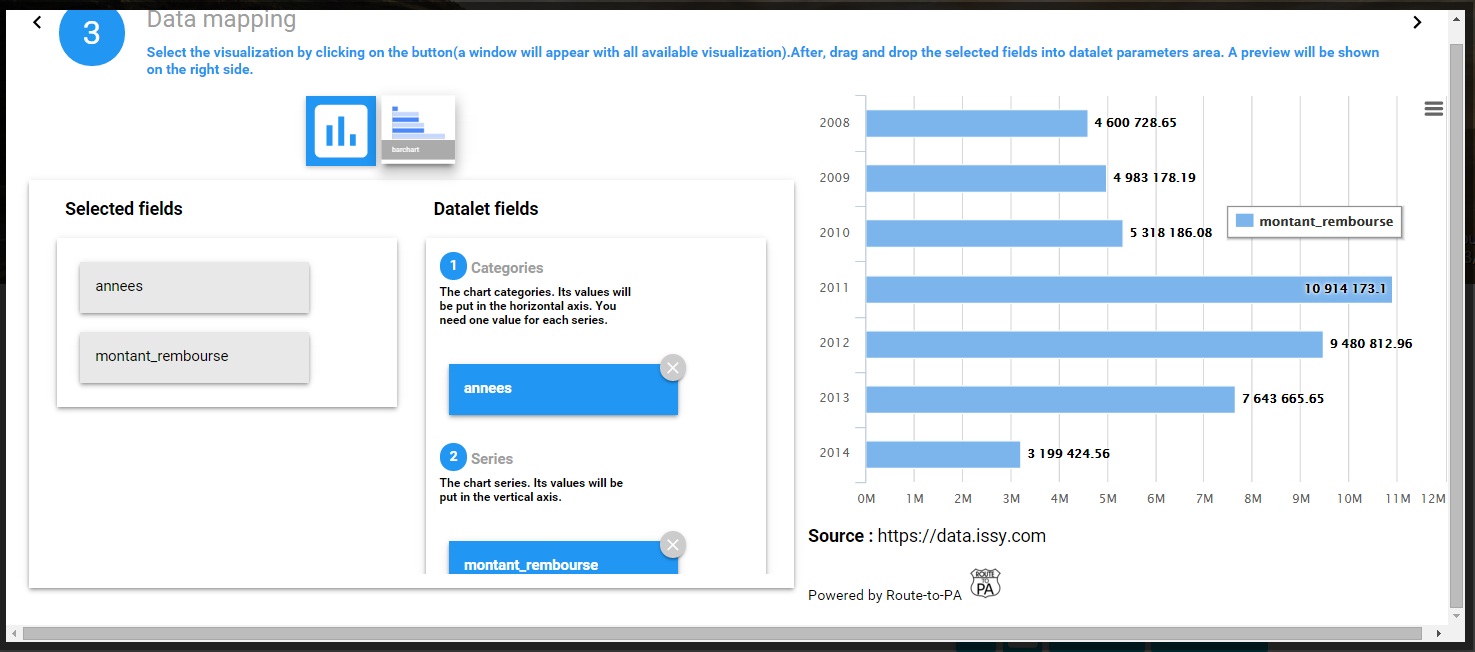 3
Data mapping
Select the visualization by clicking on the button(a window will appear with all available visualization).After, drag and drop the selected fields into datalet parameters area. A preview will be shown
on the right side.
barchart
Selected fields
annees
montant_rembourse
Datalet fields
1 Categories
The chart categories. Its values will
be put in the horizontal axis. You
need one value for each series.
annees
2 Series
The chart series. Its values will be
put in the vertical axis.
montant_rembourse
2008 4 600 728.65
2009 4 983 178.19
montant_rembourse
2010 5 318 186.08
2011 10 914 173.1
2012 9 480 812.96
2013 7 643 665.65
2014 3 199 424.56
0M 1M 2M 3M 4M 5M 6M 7M 8M 9M 10M 11M 12M
Source : https://data.issy.com
Powered by Route-to-PA
ROUTE
TO
PA